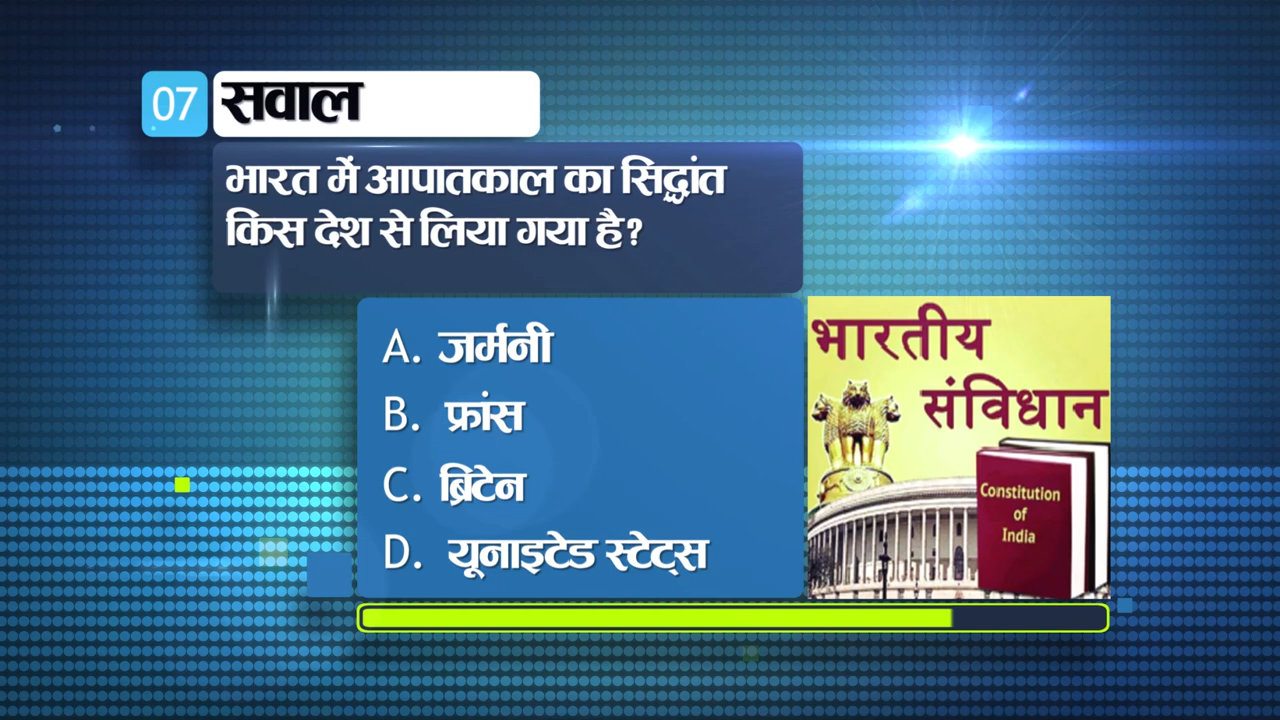 07 सवाल
भारत में आपातकाल का सिद्धांत
किस देश से लिया गया है?
A. जर्मनी
B. फ्रांस
C. ब्रिटेन
D. यूनाइटेड स्टेट्स
भारतीय
संविधान
Constitution
of
India